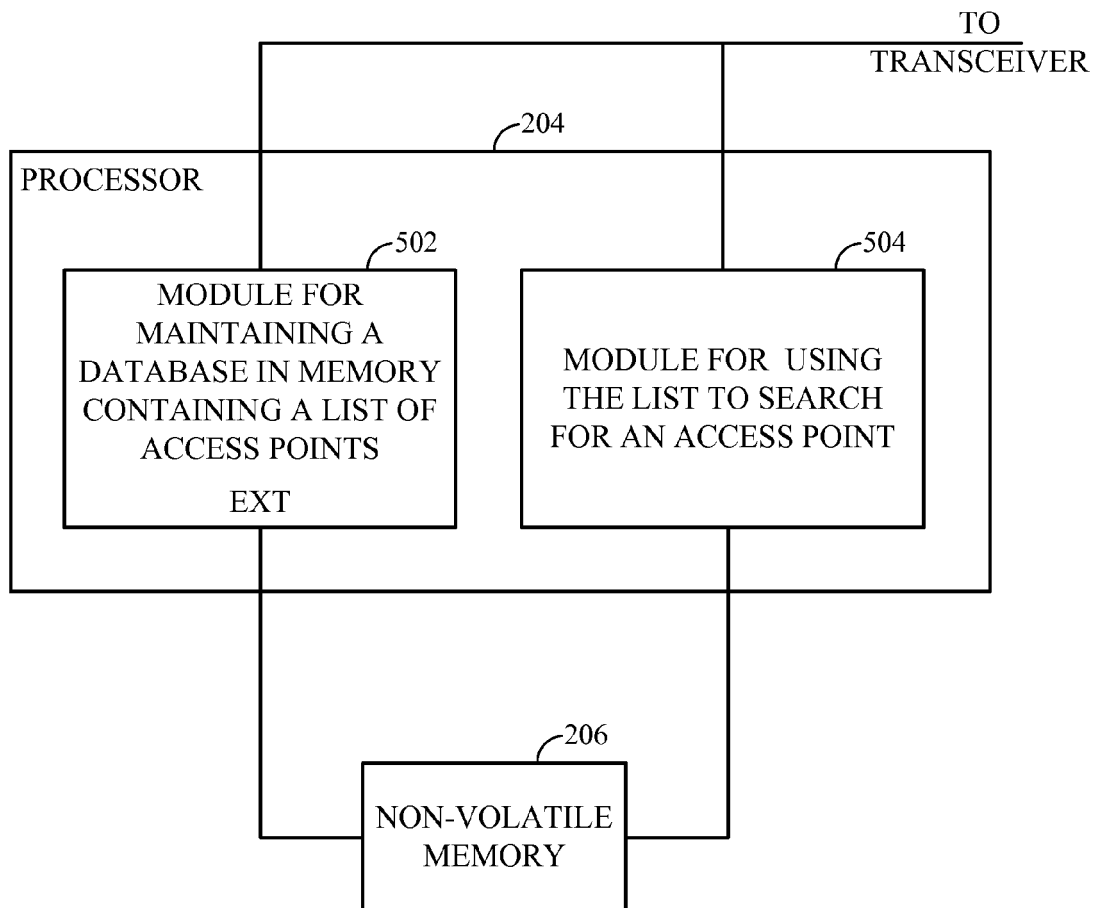 TO
TRANSCEIVER
204
PROCESSOR
502
MODULE FOR
MAINTAINING A
DATABASE IN MEMORY
CONTAINING A LIST OF
ACCESS POINTS
EXT
504
MODULE FOR USING
THE LIST TO SEARCH
FOR AN ACCESS POINT
206
NON-VOLATILE
MEMORY